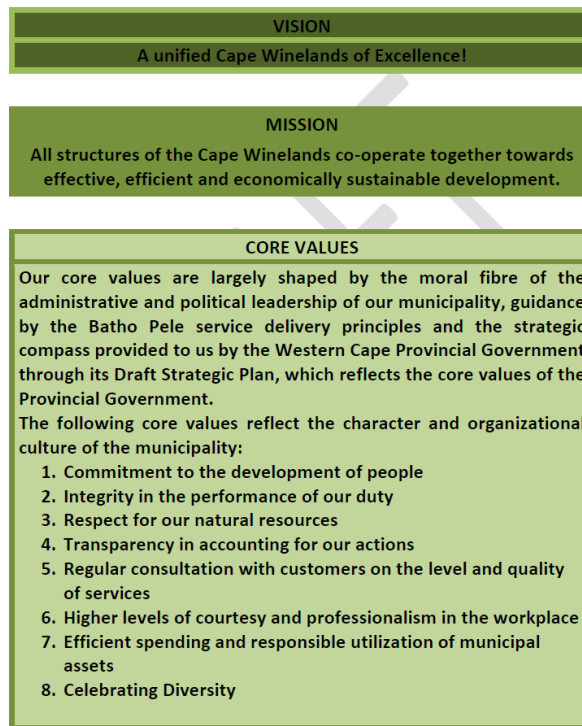 VISION
A unified Cape Winelands of Excellence!
MISSION
All structures of the Cape Winelands co-operate together towards
effective, efficient and economically sustainable development.
CORE VALUES
Our core values are largely shaped by the moral fibre of the
administrative and political leadership of our municipality, guidance
by the Batho Pele service delivery principles and the strategic
compass provided to us by the Western Cape Provincial Government
through its Draft Strategic Plan, which reflects the core values of the
Provincial Government.
The following core values reflect the character and organizational
culture of the municipality:
1. Commitment to the development of people
2. Integrity in the performance of our duty
3. Respect for our natural resources
4. Transparency in accounting for our actions
5. Regular consultation with customers on the level and quality
of services
6. Higher levels of courtesy and professionalism in the workplace
7. Efficient spending and responsible utilization of municipal
assets
8. Celebrating Diversity